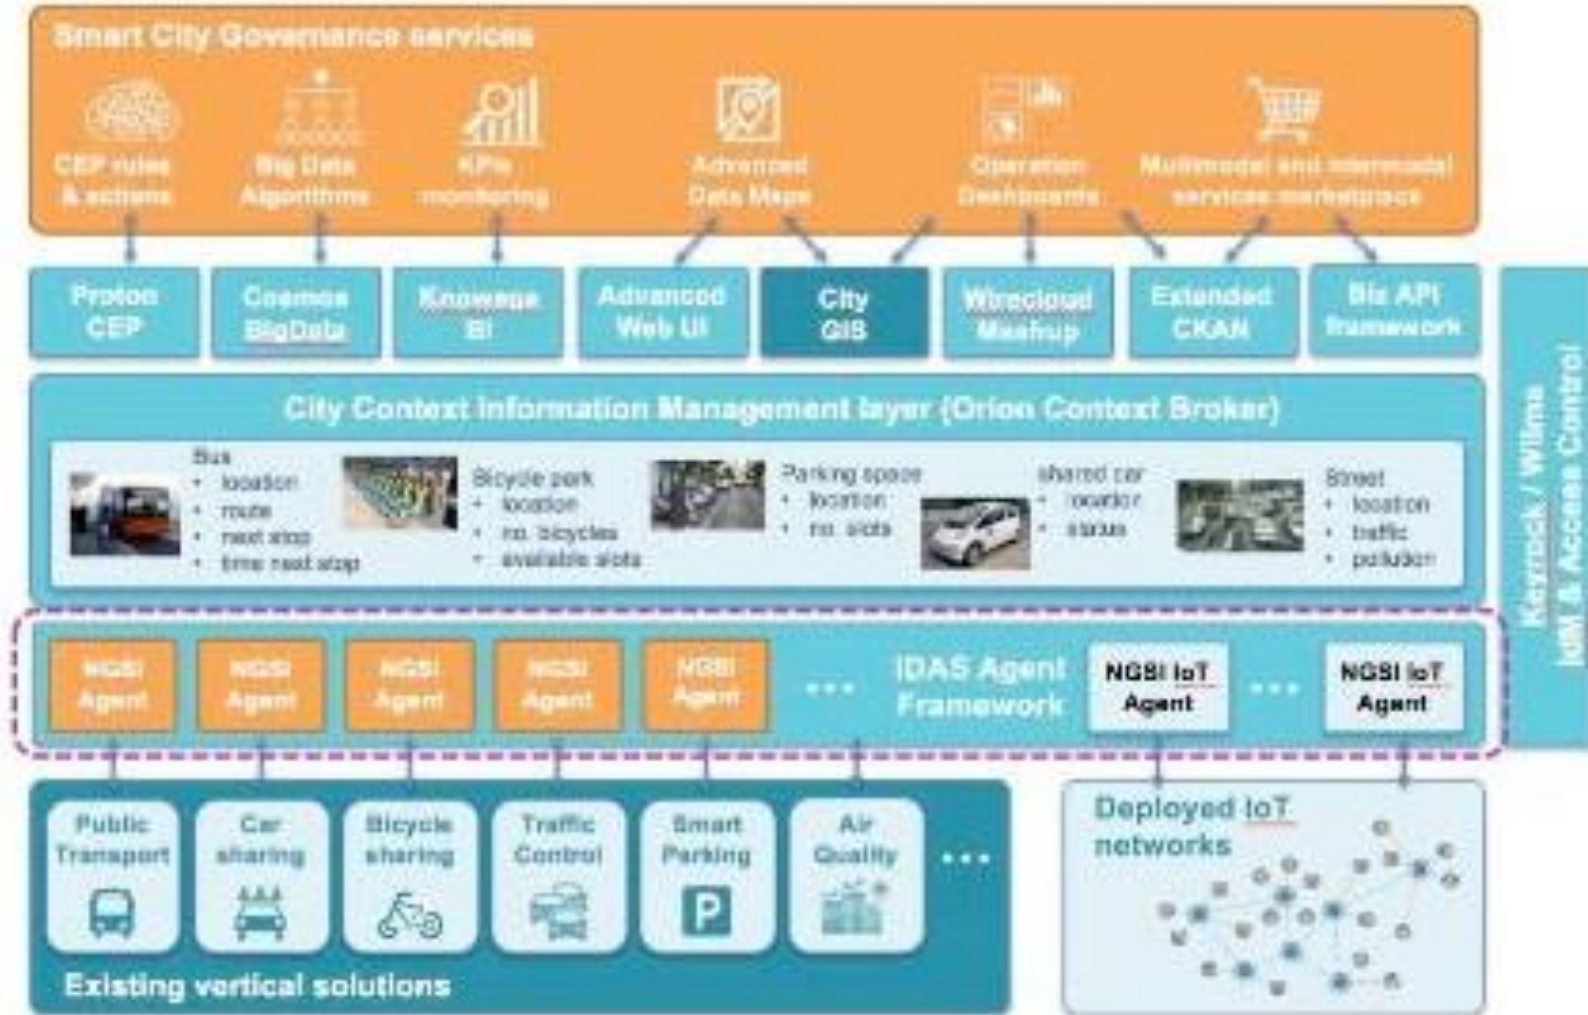 Smart City Governance services
CEP rules
& actions
Big Data
Algorithms
KPIs
monitoring
Advanced
Data Maps
Operation
Dashboards
Multimodal and intermodal
services marketplace
Proton
CEP
Cosmos
BigData
Knowage
BI
Advanced
Web UI
City
GIS
Wirecloud
Mashup
Extended
CKAN
Biz API
framework
Keyrock / Wilma
IdM & Access Control
City Context Information Management layer (Orion Context Broker)
Bus
• location
• route
• next stop
• time next stop
Bicycle park
• location
• no. bicycles
• available slots
Parking space
• location
• no. slots
shared car
• location
• status
Street
• location
• traffic
• pollution
NGSI
Agent
NGSI
Agent
NGSI
Agent
NGSI
Agent
NGSI
Agent
...
IDAS Agent
Framework
NGSI IoT
Agent
...
NGSI IoT
Agent
Public
Transport
Car
sharing
Bicycle
sharing
Traffic
Control
Smart
Parking
P
Air
Quality
...
Existing vertical solutions
Deployed IoT
networks